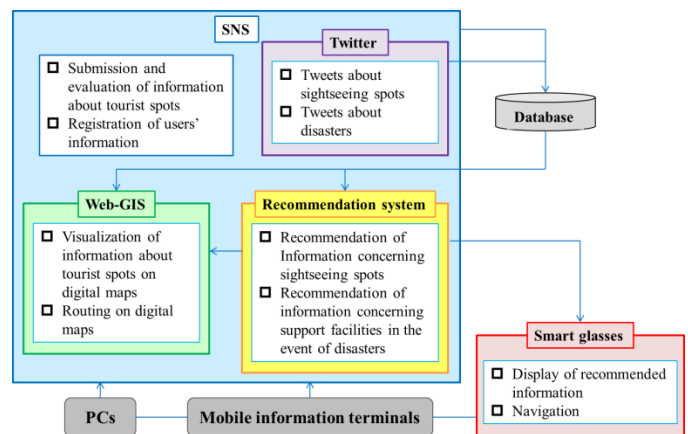 SNS
Submission and
evaluation of information
about tourist spots
Registration of users'
information
Twitter
Tweets about
sightseeing spots
Tweets about
disasters
Database
Web-GIS
Visualization of
information about
tourist spots on
digital maps
Routing on digital
maps
Recommendation system
Recommendation of
Information concerning
sightseeing spots
Recommendation of
information concerning
support facilities in the
event of disasters
Smart glasses
Display of recommended
information
Navigation
PCs
Mobile information terminals